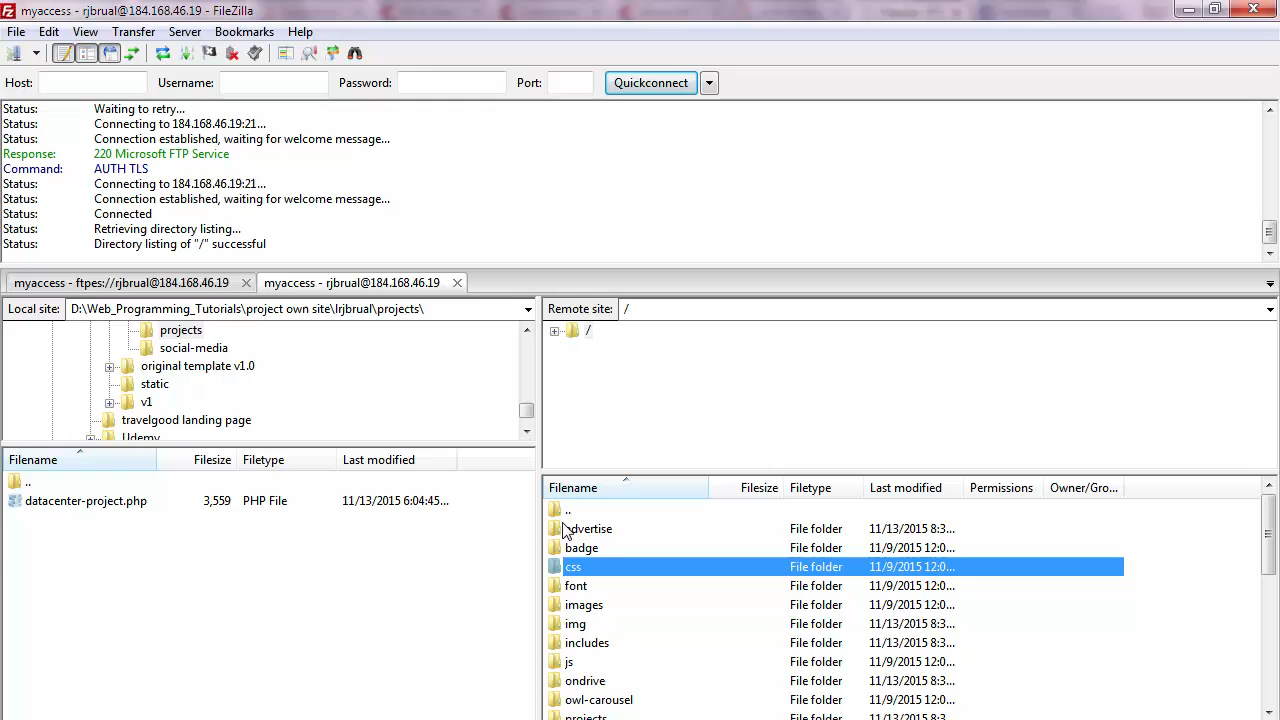 myaccess - rjbrual@184.168.46.19 - FileZilla
File Edit View Transfer Server Bookmarks Help
Host: Username: Password: Port: Quickconnect
Status: Waiting to retry...
Status: Connecting to 184.168.46.19:21...
Status: Connection established, waiting for welcome message...
Response: 220 Microsoft FTP Service
Command: AUTH TLS
Status: Connecting to 184.168.46.19:21...
Status: Connection established, waiting for welcome message...
Status: Connected
Status: Retrieving directory listing...
Status: Directory listing of "/" successful
myaccess - ftpes://rjbrual@184.168.46.19 myaccess - rjbrual@184.168.46.19
Local site: D:\Web_Programming_Tutorials\project own site\lrjbrual\projects\
projects
social-media
original template v1.0
static
v1
travelgood landing page
Udemy
Filename Filesize Filetype Last modified
..
datacenter-project.php 3,559 PHP File 11/13/2015 6:04:45...
Remote site: /
/
Filename Filesize Filetype Last modified Permissions Owner/Gro...
..
advertise File folder 11/13/2015 8:3...
badge File folder 11/9/2015 12:0...
css File folder 11/9/2015 12:0...
font File folder 11/9/2015 12:0...
images File folder 11/9/2015 12:0...
img File folder 11/13/2015 8:3...
includes File folder 11/13/2015 8:3...
js File folder 11/9/2015 12:0...
ondrive File folder 11/13/2015 8:3...
owl-carousel File folder 11/9/2015 12:0...
projects File folder 11/13/2015 8:3...